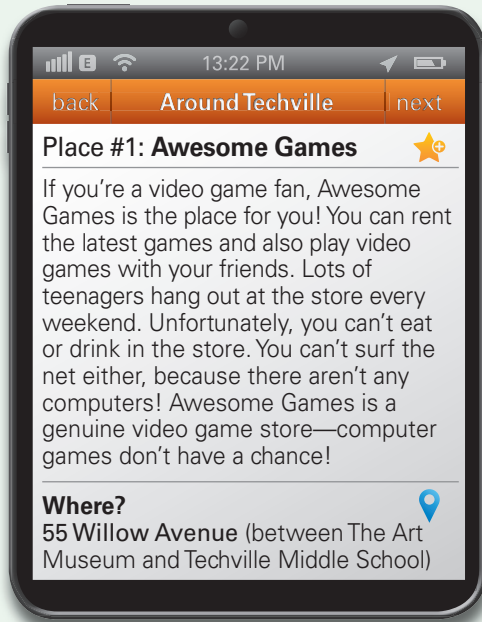 E 13:22 PM
back Around Techville next
Place #1: Awesome Games
If you're a video game fan, Awesome
Games is the place for you! You can rent
the latest games and also play video
games with your friends. Lots of
teenagers hang out at the store every
weekend. Unfortunately, you can't eat
or drink in the store. You can't surf the
net either, because there aren't any
computers! Awesome Games is a
genuine video game store—computer
games don't have a chance!
Where?
55 Willow Avenue (between The Art
Museum and Techville Middle School)